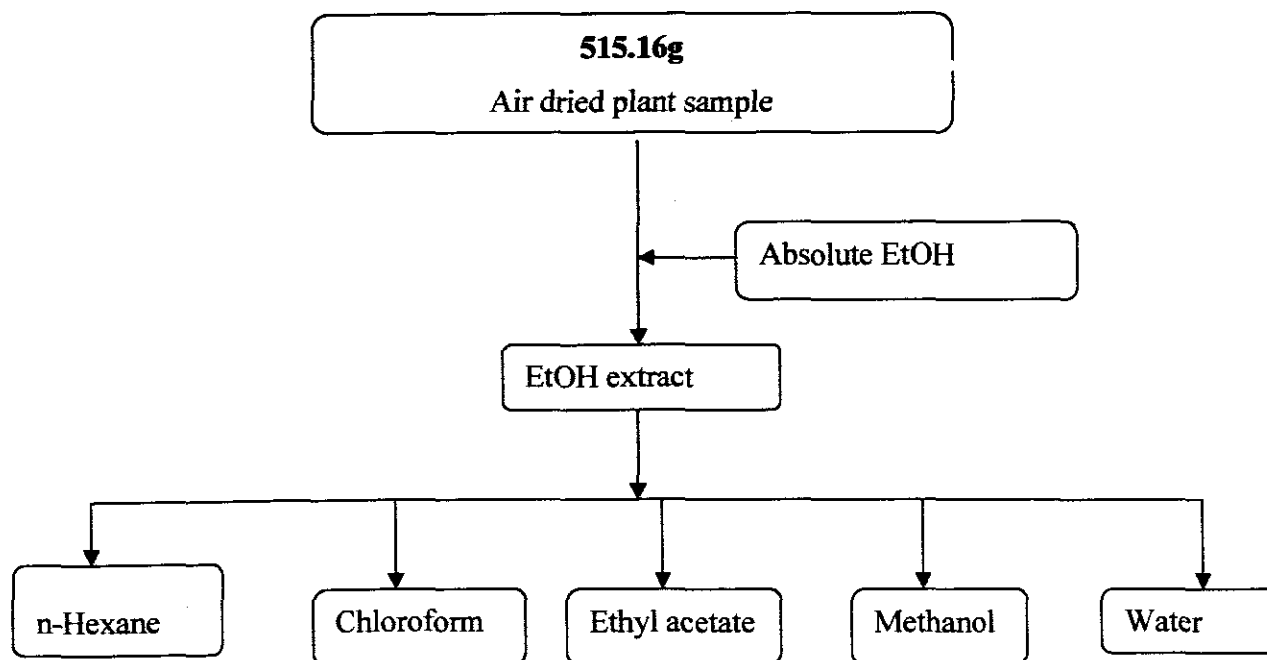 515.16g
Air dried plant sample
Absolute EtOH
EtOH extract
n-Hexane
Chloroform
Ethyl acetate
Methanol
Water